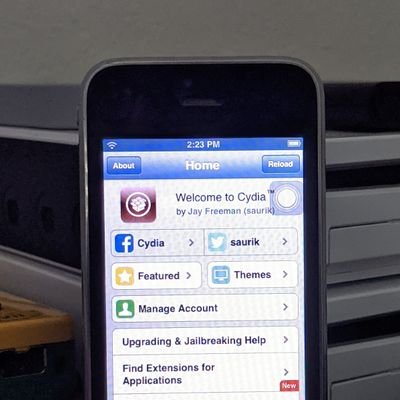 2:23 PM
About Home Reload
Welcome to Cydia™
by Jay Freeman (saurik)
Cydia saurik
Featured Themes
Manage Account
Upgrading & Jailbreaking Help
Find Extensions for
Applications
New